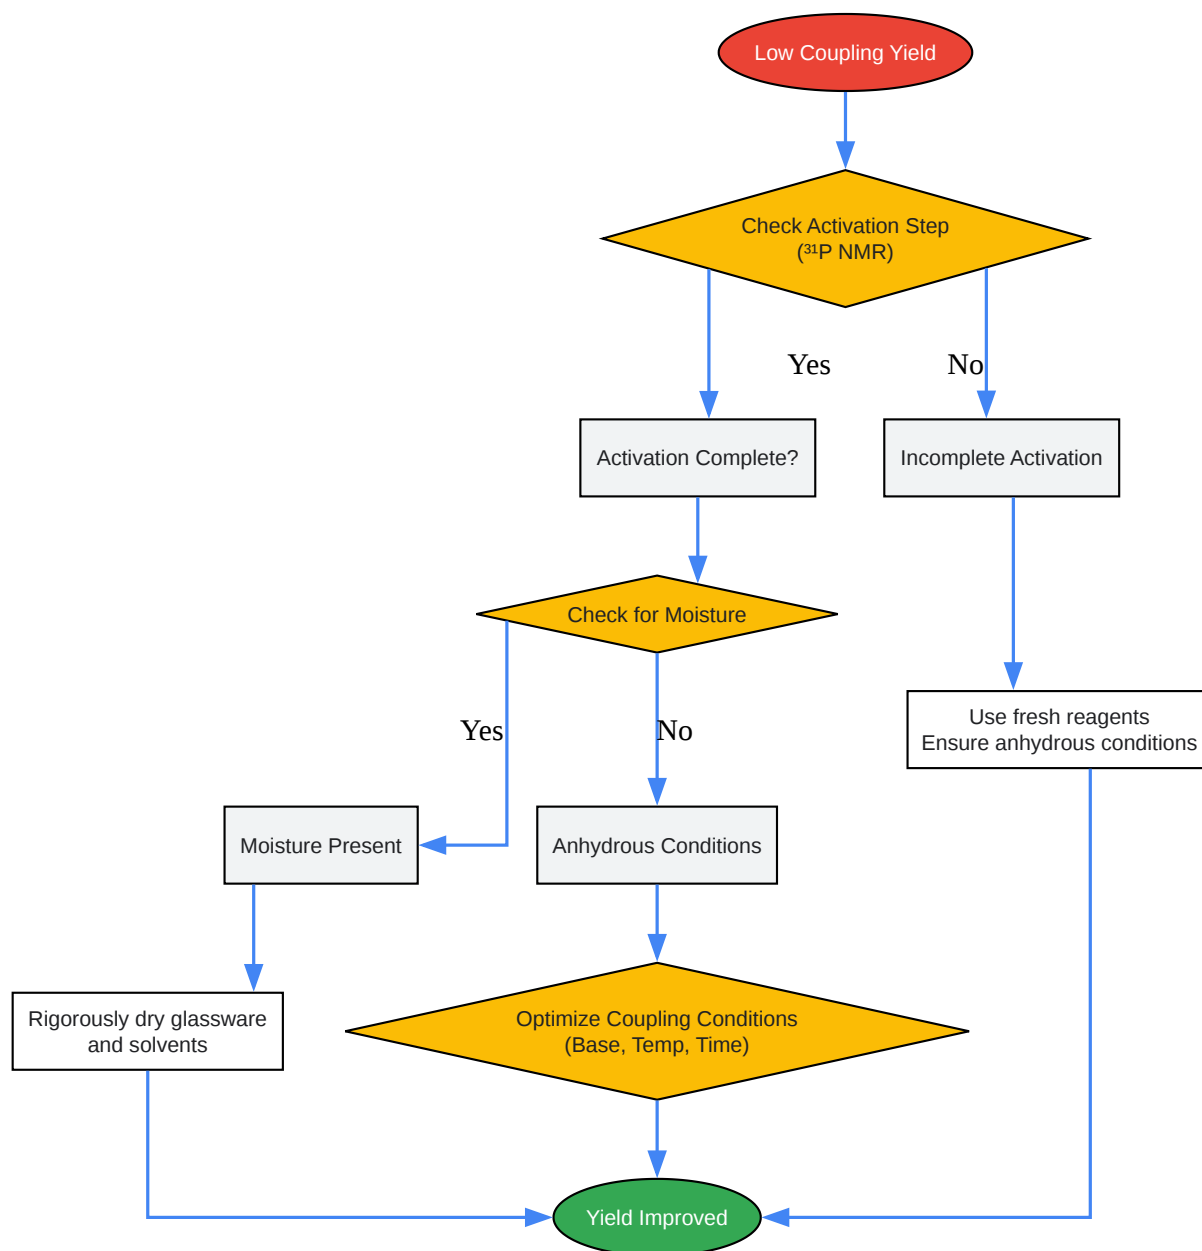 Low Coupling Yield
Check Activation Step
(³¹P NMR)
Yes
No
Activation Complete?
Incomplete Activation
Check for Moisture
Yes
No
Use fresh reagents
Ensure anhydrous conditions
Moisture Present
Anhydrous Conditions
Rigorously dry glassware
and solvents
Optimize Coupling Conditions
(Base, Temp, Time)
Yield Improved